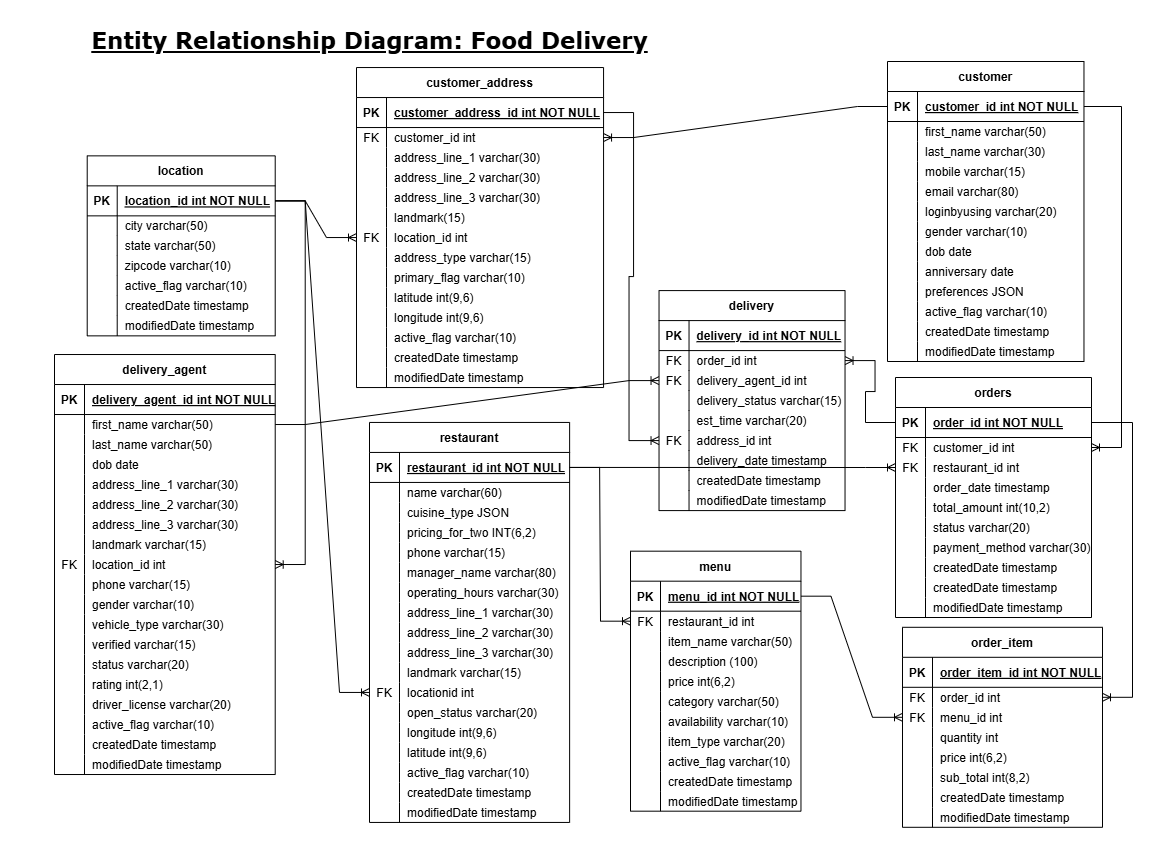 Entity Relationship Diagram: Food Delivery
customer_address
PK customer_address_id int NOT NULL
FK customer_id int
address_line_1 varchar(30)
address_line_2 varchar(30)
address_line_3 varchar(30)
landmark(15)
FK location_id int
address_type varchar(15)
primary_flag varchar(10)
latitude int(9,6)
longitude int(9,6)
active_flag varchar(10)
createdDate timestamp
modifiedDate timestamp
customer
PK customer_id int NOT NULL
first_name varchar(50)
last_name varchar(30)
mobile varchar(15)
email varchar(80)
loginbyusing varchar(20)
gender varchar(10)
dob date
anniversary date
preferences JSON
active_flag varchar(10)
createdDate timestamp
modifiedDate timestamp
location
PK location_id int NOT NULL
city varchar(50)
state varchar(50)
zipcode varchar(10)
active_flag varchar(10)
createdDate timestamp
modifiedDate timestamp
delivery
PK delivery_id int NOT NULL
FK order_id int
FK delivery_agent_id int
delivery_status varchar(15)
est_time varchar(20)
FK address_id int
delivery_date timestamp
createdDate timestamp
modifiedDate timestamp
delivery_agent
PK delivery_agent_id int NOT NULL
first_name varchar(50)
last_name varchar(50)
dob date
address_line_1 varchar(30)
address_line_2 varchar(30)
address_line_3 varchar(30)
landmark varchar(15)
FK location_id int
phone varchar(15)
gender varchar(10)
vehicle_type varchar(30)
verified varchar(15)
status varchar(20)
rating int(2,1)
driver_license varchar(20)
active_flag varchar(10)
createdDate timestamp
modifiedDate timestamp
restaurant
PK restaurant_id int NOT NULL
name varchar(60)
cuisine_type JSON
pricing_for_two INT(6,2)
phone varchar(15)
manager_name varchar(80)
operating_hours varchar(30)
address_line_1 varchar(30)
address_line_2 varchar(30)
address_line_3 varchar(30)
landmark varchar(15)
FK locationid int
open_status varchar(20)
longitude int(9,6)
latitude int(9,6)
active_flag varchar(10)
createdDate timestamp
modifiedDate timestamp
orders
PK order_id int NOT NULL
FK customer_id int
FK restaurant_id int
order_date timestamp
total_amount int(10,2)
status varchar(20)
payment_method varchar(30)
createdDate timestamp
createdDate timestamp
modifiedDate timestamp
menu
PK menu_id int NOT NULL
FK restaurant_id int
item_name varchar(50)
description (100)
price int(6,2)
category varchar(50)
availability varchar(10)
item_type varchar(20)
active_flag varchar(10)
createdDate timestamp
modifiedDate timestamp
order_item
PK order_item_id int NOT NULL
FK order_id int
FK menu_id int
quantity int
price int(6,2)
sub_total int(8,2)
createdDate timestamp
modifiedDate timestamp